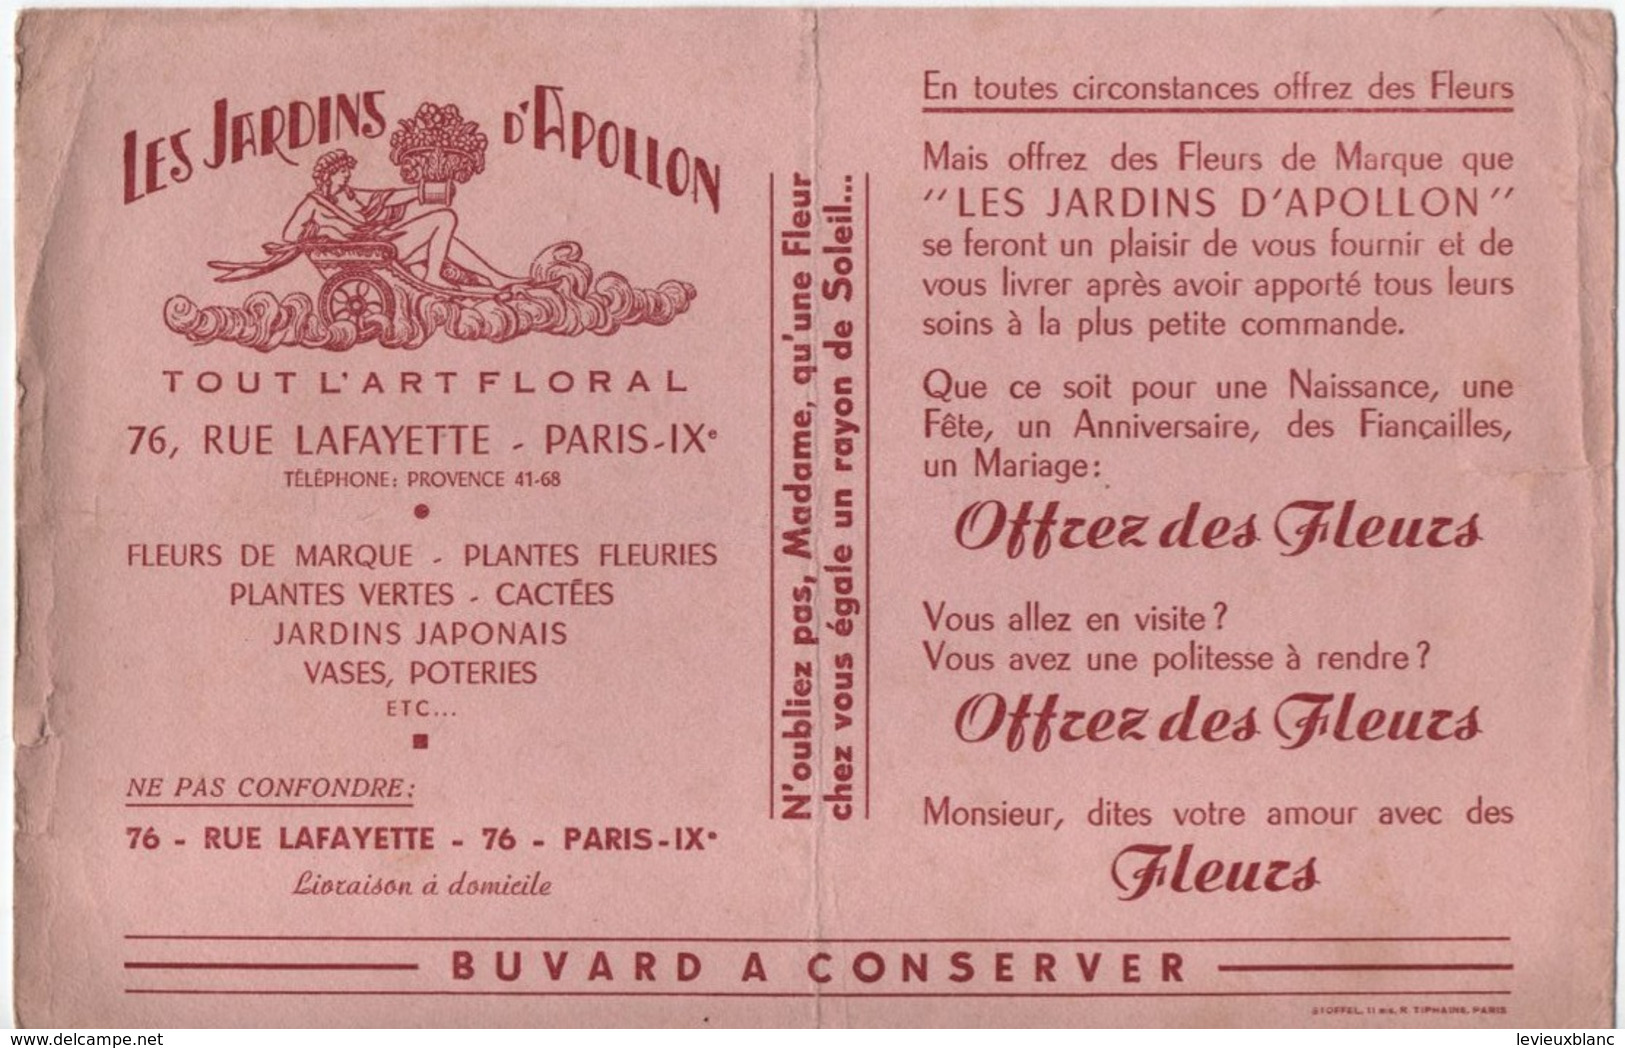 LES JARDINS D'APOLLON
TOUT L'ART FLORAL
76, RUE LAFAYETTE - PARIS-IXe
TÉLÉPHONE: PROVENCE 41-68
FLEURS DE MARQUE - PLANTES FLEURIES
PLANTES VERTES - CACTÉES
JARDINS JAPONAIS
VASES, POTERIES
ETC...
NE PAS CONFONDRE:
76 - RUE LAFAYETTE - 76 - PARIS-IXe
Livraison à domicile
N'oubliez pas, Madame, qu'une Fleur
chez vous égale un rayon de Soleil...
En toutes circonstances offrez des Fleurs
Mais offrez des Fleurs de Marque que
"LES JARDINS D'APOLLON"
se feront un plaisir de vous fournir et de
vous livrer après avoir apporté tous leurs
soins à la plus petite commande.
Que ce soit pour une Naissance, une
Fête, un Anniversaire, des Fiançailles,
un Mariage:
Offrez des Fleurs
Vous allez en visite?
Vous avez une politesse à rendre?
Offrez des Fleurs
Monsieur, dites votre amour avec des
Fleurs
BUVARD A CONSERVER
STOFFEL, 11 bis, R. TIPHAINE, PARIS
levieuxblanc